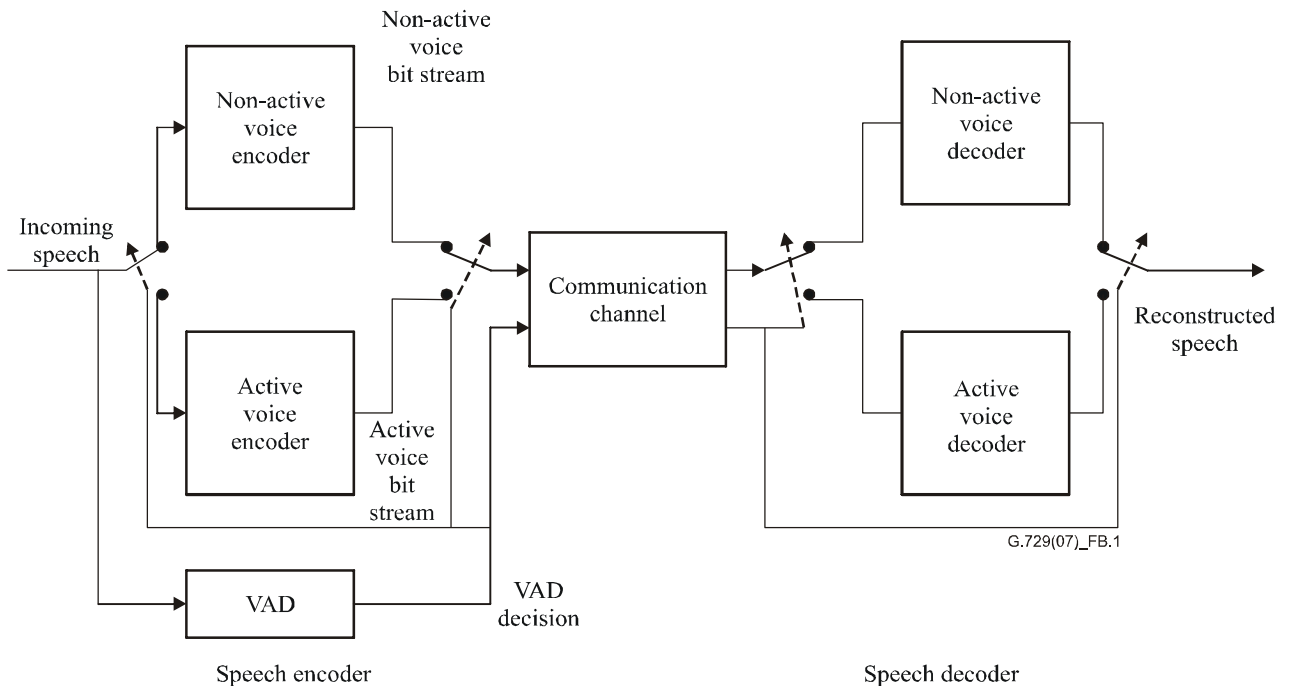 Non-active
voice
bit stream
Non-active
voice
encoder
Non-active
voice
decoder
Incoming
speech
Communication
channel
Reconstructed
speech
Active
voice
encoder
Active
voice
bit
stream
Active
voice
decoder
G.729(07)_FB.1
VAD
VAD
decision
Speech encoder
Speech decoder